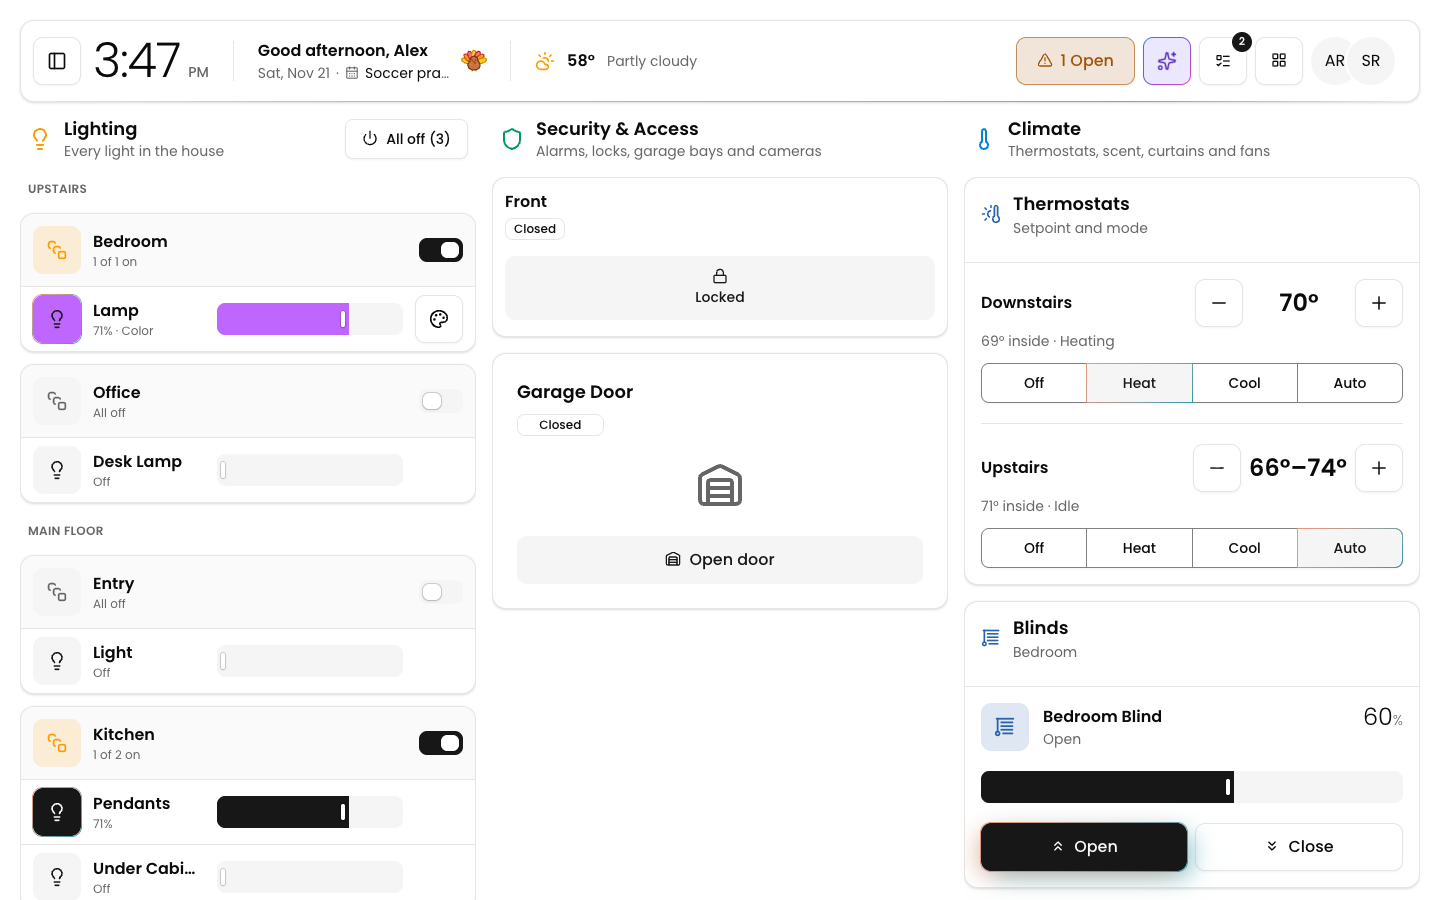 3:47 PM
Good afternoon, Alex
Sat, Nov 21 · Soccer pra...
58° Partly cloudy
1 Open
2
AR
SR
Lighting
Every light in the house
All off (3)
UPSTAIRS
Bedroom
1 of 1 on
Lamp
71% · Color
Office
All off
Desk Lamp
Off
MAIN FLOOR
Entry
All off
Light
Off
Kitchen
1 of 2 on
Pendants
71%
Under Cabi...
Off
Security & Access
Alarms, locks, garage bays and cameras
Front
Closed
Locked
Garage Door
Closed
Open door
Climate
Thermostats, scent, curtains and fans
Thermostats
Setpoint and mode
Downstairs
70°
69° inside · Heating
Off Heat Cool Auto
Upstairs
66°–74°
71° inside · Idle
Off Heat Cool Auto
Blinds
Bedroom
Bedroom Blind
Open
60%
Open
Close